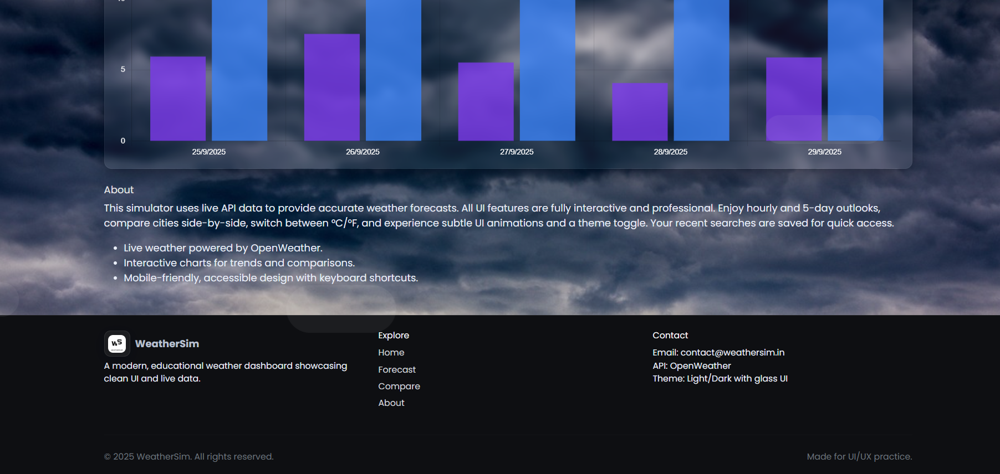 5
0
25/9/2025 26/9/2025 27/9/2025 28/9/2025 29/9/2025
About
This simulator uses live API data to provide accurate weather forecasts. All UI features are fully interactive and professional. Enjoy hourly and 5-day outlooks,
compare cities side-by-side, switch between °C/°F, and experience subtle UI animations and a theme toggle. Your recent searches are saved for quick access.
• Live weather powered by OpenWeather.
• Interactive charts for trends and comparisons.
• Mobile-friendly, accessible design with keyboard shortcuts.
WS
WeatherSim
A modern, educational weather dashboard showcasing
clean UI and live data.
Explore
Home
Forecast
Compare
About
Contact
Email: contact@weathersim.in
API: OpenWeather
Theme: Light/Dark with glass UI
© 2025 WeatherSim. All rights reserved.
Made for UI/UX practice.